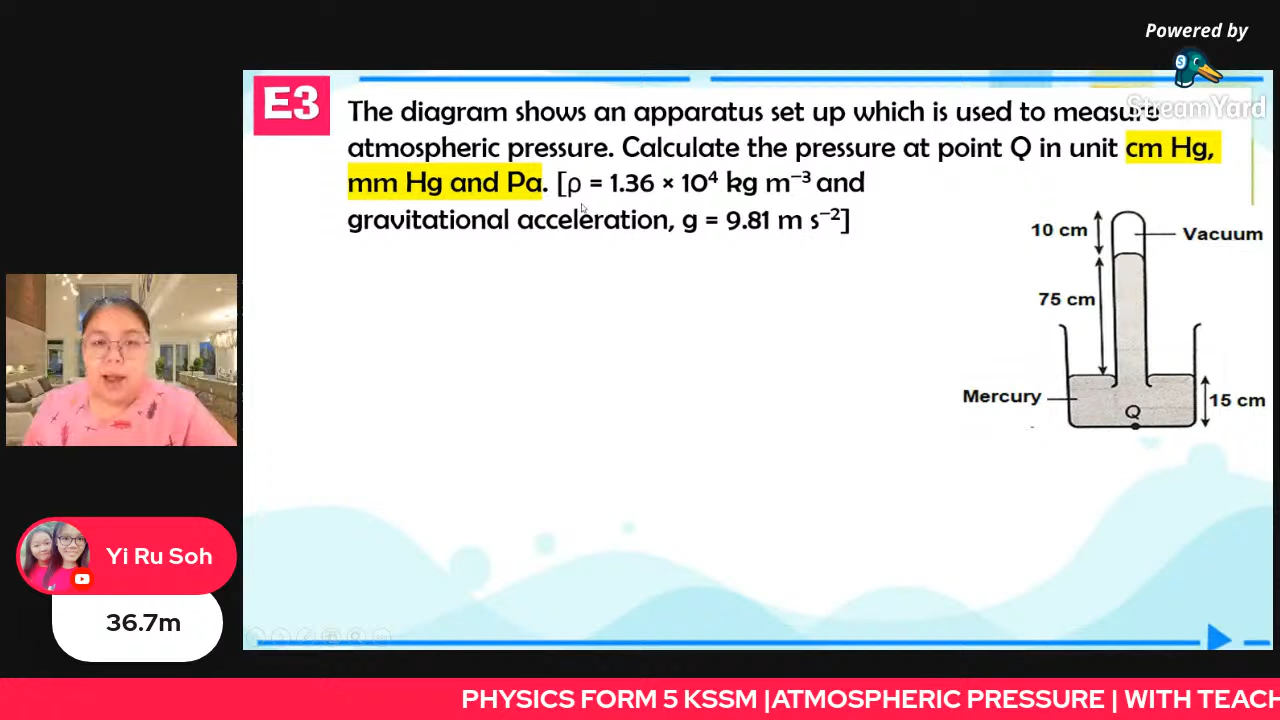 Powered by
StreamYard
E3
The diagram shows an apparatus set up which is used to measure
atmospheric pressure. Calculate the pressure at point Q in unit cm Hg,
mm Hg and Pa. [ρ = 1.36 × 10⁴ kg m⁻³ and
gravitational acceleration, g = 9.81 m s⁻²]
10 cm
Vacuum
75 cm
Mercury
15 cm
Q
Yi Ru Soh
36.7m
PHYSICS FORM 5 KSSM |ATMOSPHERIC PRESSURE | WITH TEACH